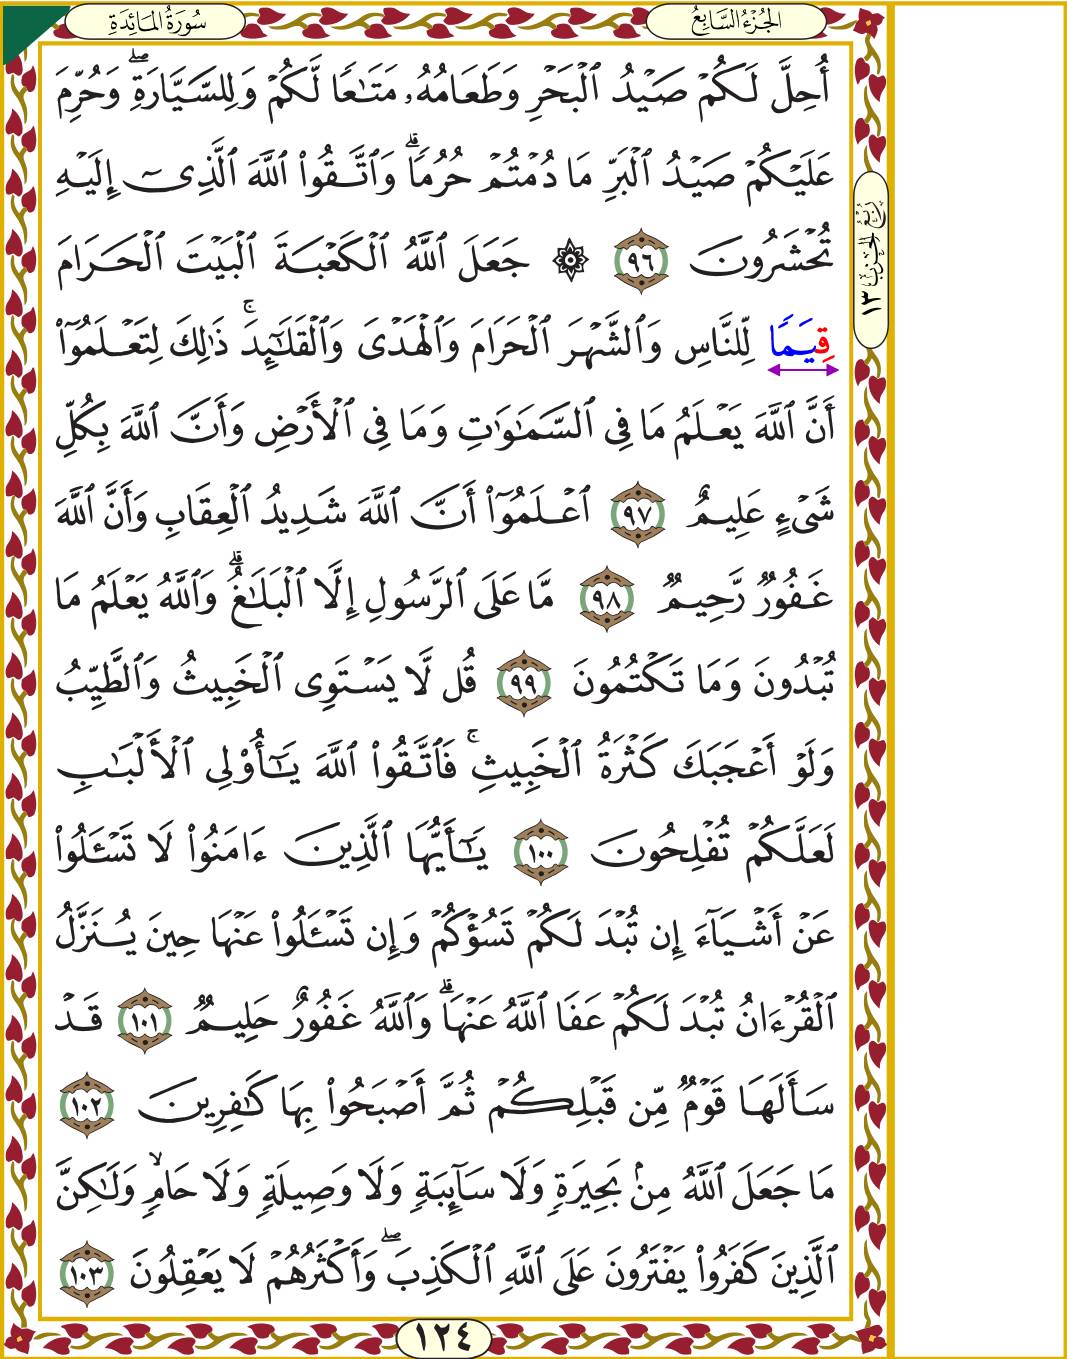 سُورَةُ المَائِدَةِ
الجُزْءُ السَّابِعُ
أُحِلَّ لَكُمۡ صَيۡدُ ٱلۡبَحۡرِ وَطَعَامُهُۥ مَتَٰعٗا لَّكُمۡ وَلِلسَّيَّارَةِۖ وَحُرِّمَ
عَلَيۡكُمۡ صَيۡدُ ٱلۡبَرِّ مَا دُمۡتُمۡ حُرُمٗاۗ وَٱتَّقُواْ ٱللَّهَ ٱلَّذِيٓ إِلَيۡهِ
تُحۡشَرُونَ ٩٦ ۞ جَعَلَ ٱللَّهُ ٱلۡكَعۡبَةَ ٱلۡبَيۡتَ ٱلۡحَرَامَ
رُبْعُ الحِزْبِ ١٣
قِيَمٗا لِّلنَّاسِ وَٱلشَّهۡرَ ٱلۡحَرَامَ وَٱلۡهَدۡيَ وَٱلۡقَلَٰٓئِدَۚ ذَٰلِكَ لِتَعۡلَمُوٓاْ
أَنَّ ٱللَّهَ يَعۡلَمُ مَا فِي ٱلسَّمَٰوَٰتِ وَمَا فِي ٱلۡأَرۡضِ وَأَنَّ ٱللَّهَ بِكُلِّ
شَيۡءٍ عَلِيمٌ ٩٧ ٱعۡلَمُوٓاْ أَنَّ ٱللَّهَ شَدِيدُ ٱلۡعِقَابِ وَأَنَّ ٱللَّهَ
غَفُورٞ رَّحِيمٞ ٩٨ مَّا عَلَى ٱلرَّسُولِ إِلَّا ٱلۡبَلَٰغُۗ وَٱللَّهُ يَعۡلَمُ مَا
تُبۡدُونَ وَمَا تَكۡتُمُونَ ٩٩ قُل لَّا يَسۡتَوِي ٱلۡخَبِيثُ وَٱلطَّيِّبُ
وَلَوۡ أَعۡجَبَكَ كَثۡرَةُ ٱلۡخَبِيثِۚ فَٱتَّقُواْ ٱللَّهَ يَٰٓأُوْلِي ٱلۡأَلۡبَٰبِ
لَعَلَّكُمۡ تُفۡلِحُونَ ١٠٠ يَٰٓأَيُّهَا ٱلَّذِينَ ءَامَنُواْ لَا تَسۡـَٔلُواْ
عَنۡ أَشۡيَآءَ إِن تُبۡدَ لَكُمۡ تَسُؤۡكُمۡ وَإِن تَسۡـَٔلُواْ عَنۡهَا حِينَ يُنَزَّلُ
ٱلۡقُرۡءَانُ تُبۡدَ لَكُمۡ عَفَا ٱللَّهُ عَنۡهَاۗ وَٱللَّهُ غَفُورٌ حَلِيمٞ ١٠١ قَدۡ
سَأَلَهَا قَوۡمٞ مِّن قَبۡلِكُمۡ ثُمَّ أَصۡبَحُواْ بِهَا كَٰفِرِينَ ١٠٢
مَا جَعَلَ ٱللَّهُ مِنۢ بَحِيرَةٖ وَلَا سَآئِبَةٖ وَلَا وَصِيلَةٖ وَلَا حَامٖ وَلَٰكِنَّ
ٱلَّذِينَ كَفَرُواْ يَفۡتَرُونَ عَلَى ٱللَّهِ ٱلۡكَذِبَۖ وَأَكۡثَرُهُمۡ لَا يَعۡقِلُونَ ١٠٣
١٢٤